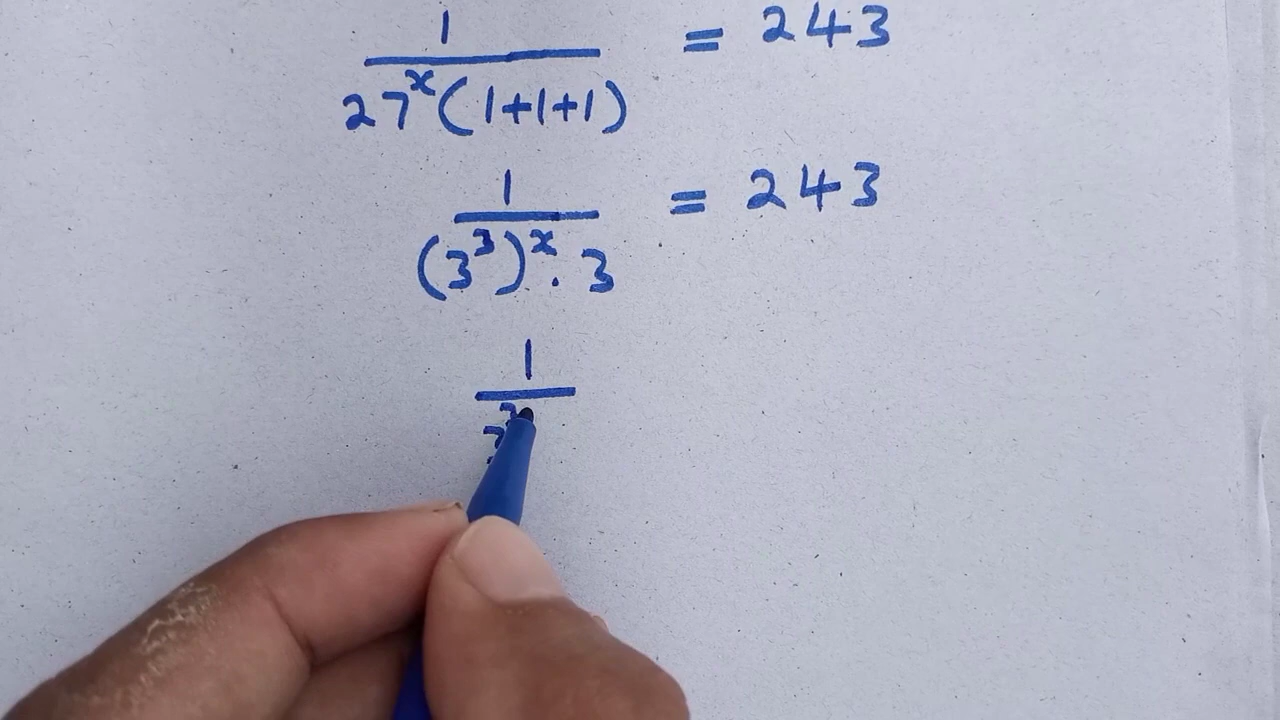 1/(27^x(1+1+1)) = 243
1/((3^3)^x . 3) = 243
1/